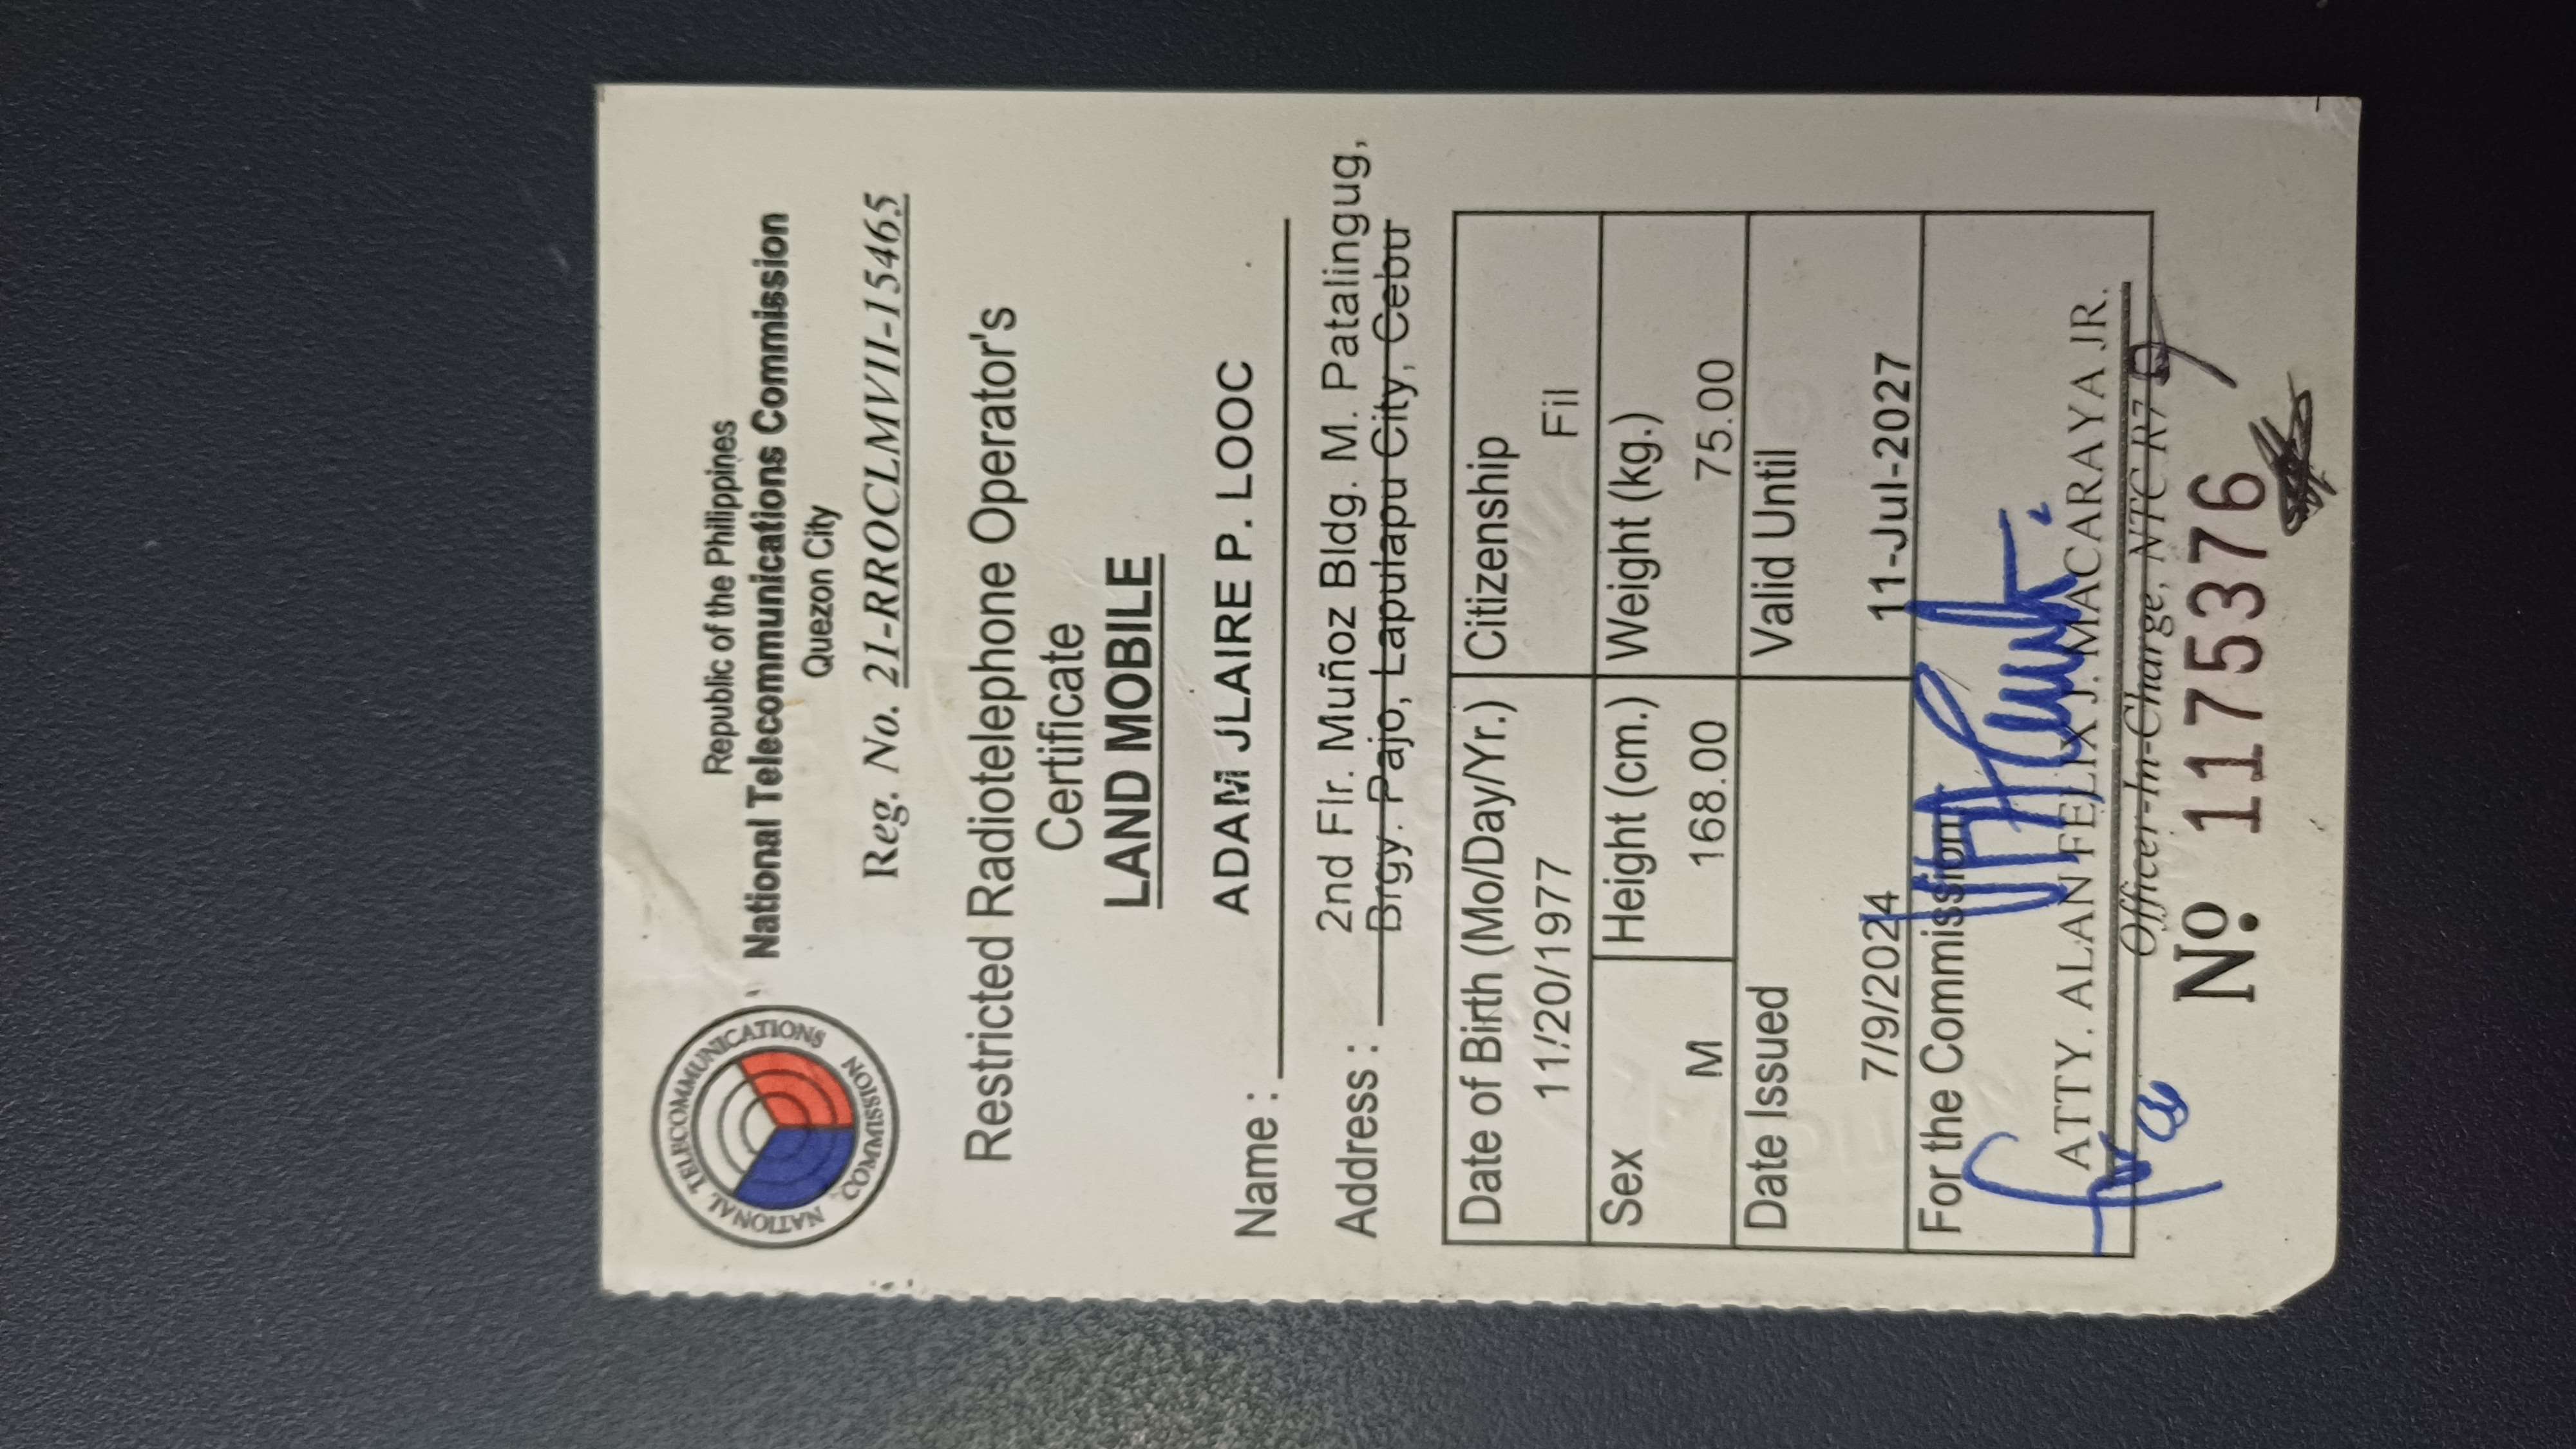 NATIONAL TELECOMMUNICATIONS COMMISSION
Republic of the Philippines
National Telecommunications Commission
Quezon City
Reg. No. 21-RROCLMVII-15465
Restricted Radiotelephone Operator's
Certificate
LAND MOBILE
Name : ADAM JLAIRE P. LOOC
Address : 2nd Flr. Muñoz Bldg. M. Patalingug,
Brgy. Pajo, Lapulapu City, Cebu
Date of Birth (Mo/Day/Yr.) Citizenship
11/20/1977 Fil
Sex Height (cm.) Weight (kg.)
M 168.00 75.00
Date Issued Valid Until
7/9/2024 11-Jul-2027
For the Commission
ATTY. ALAN FELIX J. MACARAYA JR.
Officer-In-Charge, NTC R7
No. 1175376